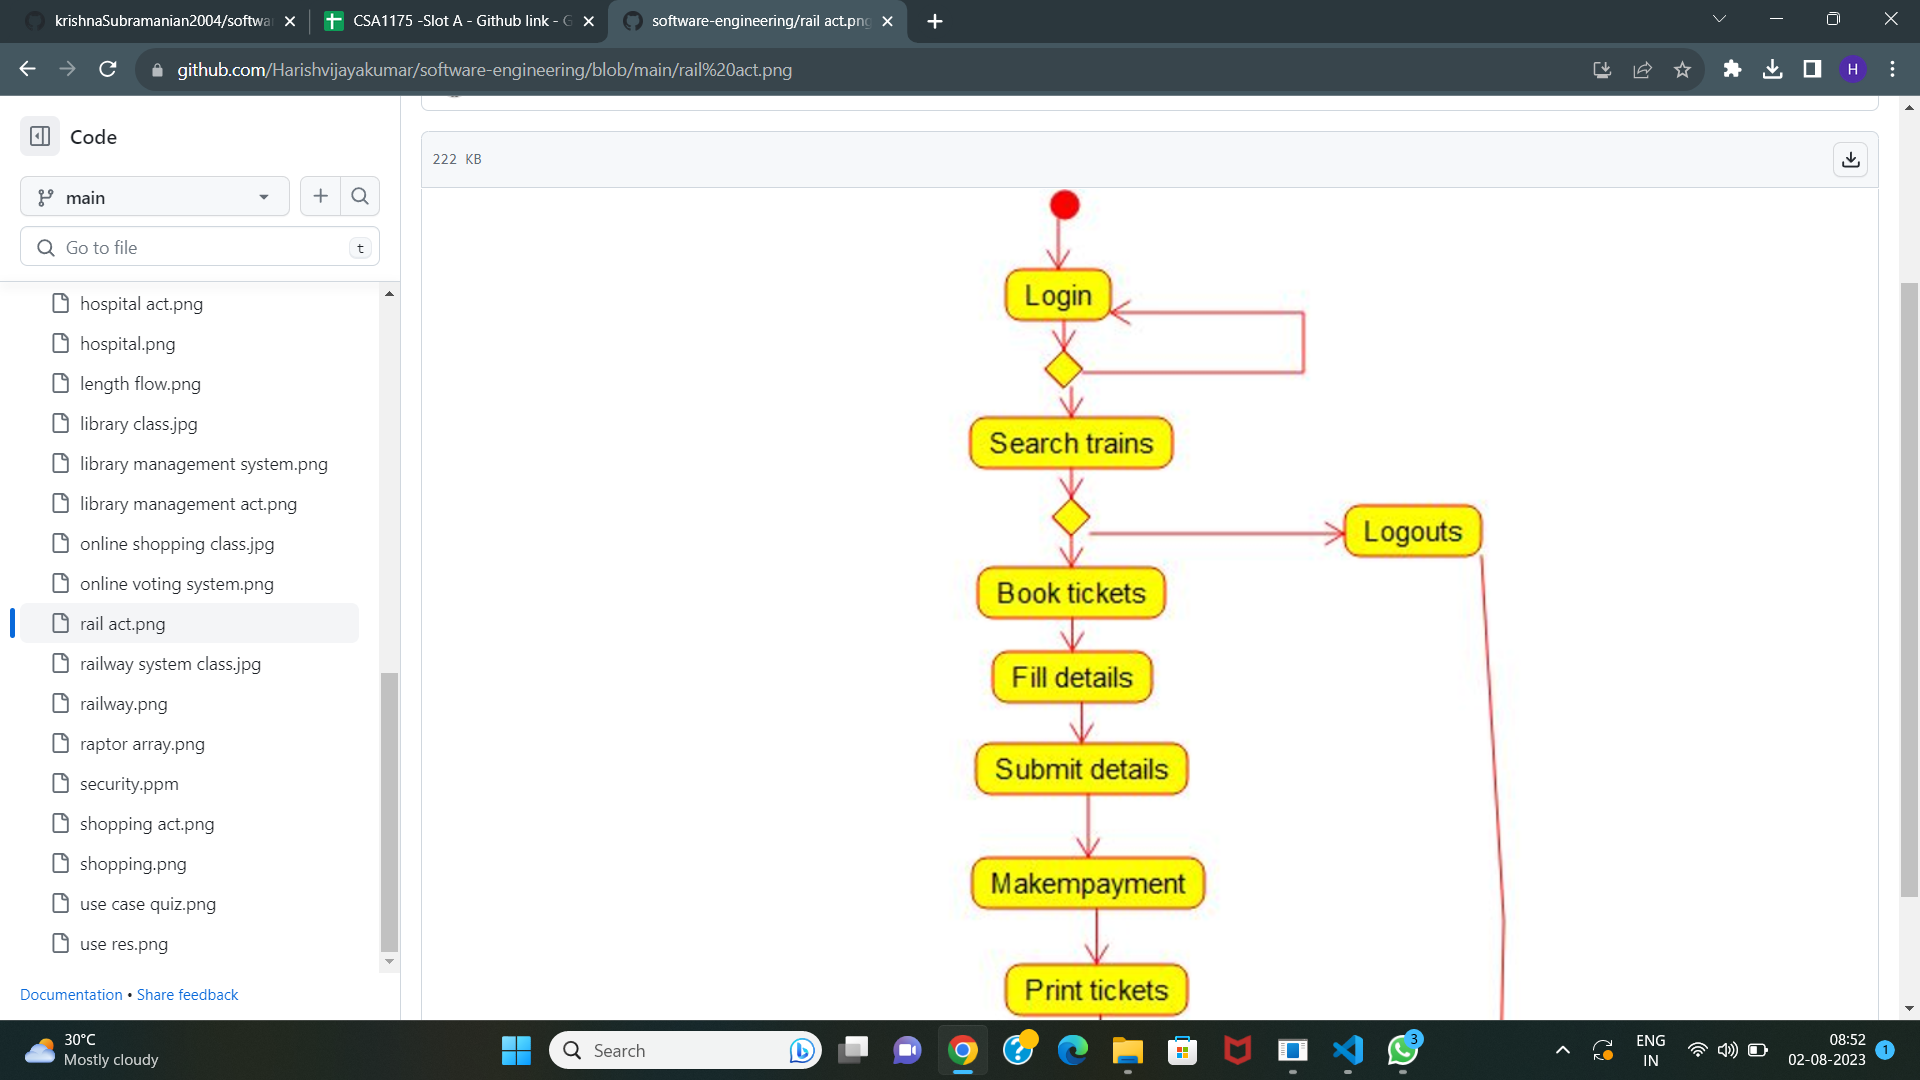 krishnaSubramanian2004/softwa
CSA1175 -Slot A - Github link - G
software-engineering/rail act.png
github.com/Harishvijayakumar/software-engineering/blob/main/rail%20act.png
H
Code
222 KB
main
Go to file
t
hospital act.png
hospital.png
length flow.png
library class.jpg
library management system.png
library management act.png
online shopping class.jpg
online voting system.png
rail act.png
railway system class.jpg
railway.png
raptor array.png
security.ppm
shopping act.png
shopping.png
use case quiz.png
use res.png
Documentation • Share feedback
Login
Search trains
Logouts
Book tickets
Fill details
Submit details
Makempayment
Print tickets
30°C
Mostly cloudy
Search
3
ENG
IN
08:52
02-08-2023
1